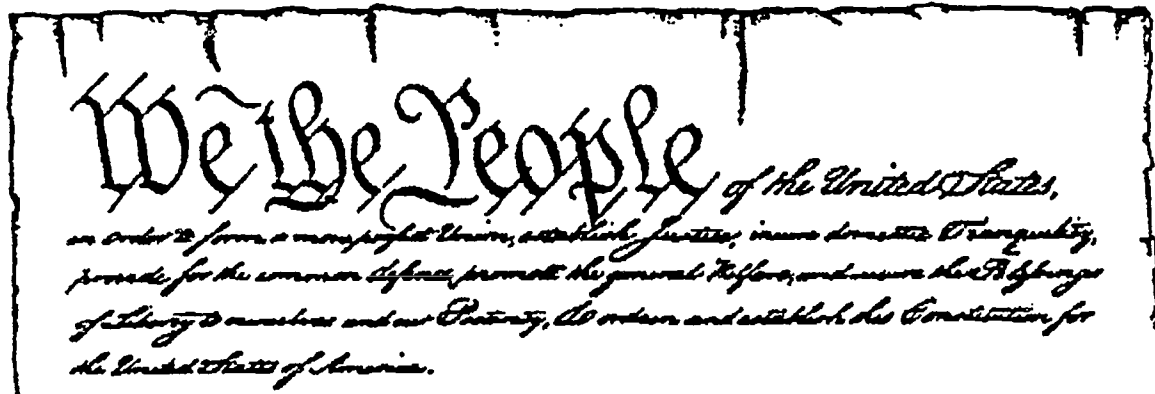 We the People of the United States,
in Order to form a more perfect Union, establish Justice, insure domestic Tranquility,
provide for the common defence, promote the general Welfare, and secure the Blessings
of Liberty to ourselves and our Posterity, do ordain and establish this Constitution for
the United States of America.